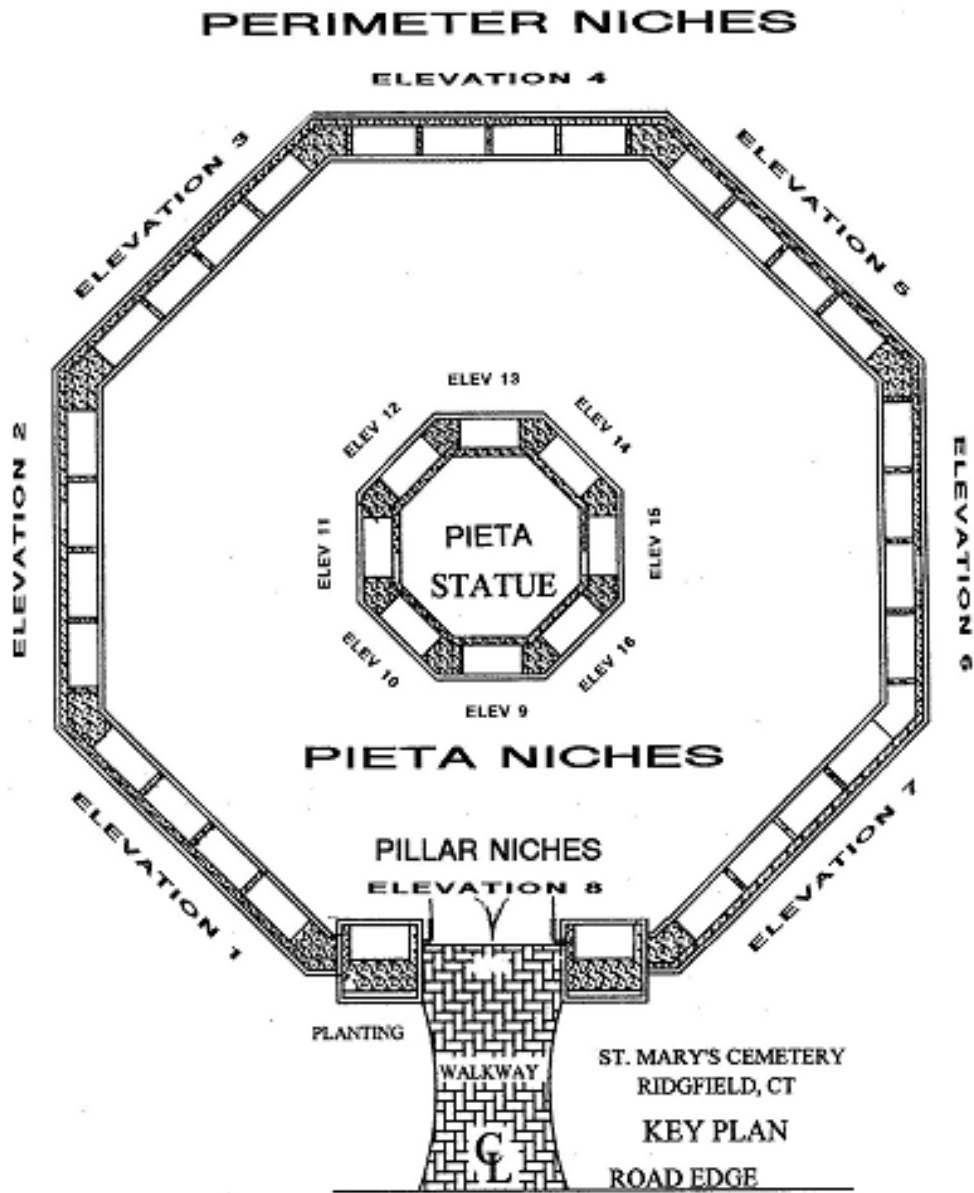 PERIMETER NICHES
ELEVATION 4
ELEVATION 3
ELEVATION 5
ELEVATION 2
ELEVATION 6
ELEV 13
ELEV 12
ELEV 14
ELEV 11
ELEV 15
PIETA
STATUE
ELEV 10
ELEV 16
ELEV 9
PIETA NICHES
ELEVATION 1
ELEVATION 7
PILLAR NICHES
ELEVATION 8
PLANTING
WALKWAY
CL
ST. MARY'S CEMETERY
RIDGFIELD, CT
KEY PLAN
ROAD EDGE